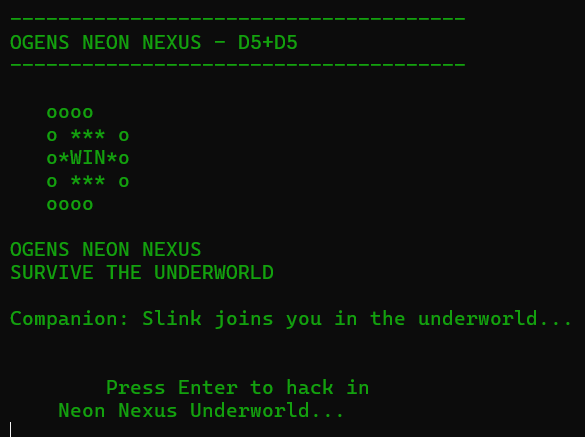 --------------------------------------
OGENS NEON NEXUS - D5+D5
--------------------------------------
oooo
o *** o
o*WIN*o
o *** o
oooo
OGENS NEON NEXUS
SURVIVE THE UNDERWORLD
Companion: Slink joins you in the underworld...
Press Enter to hack in
Neon Nexus Underworld...